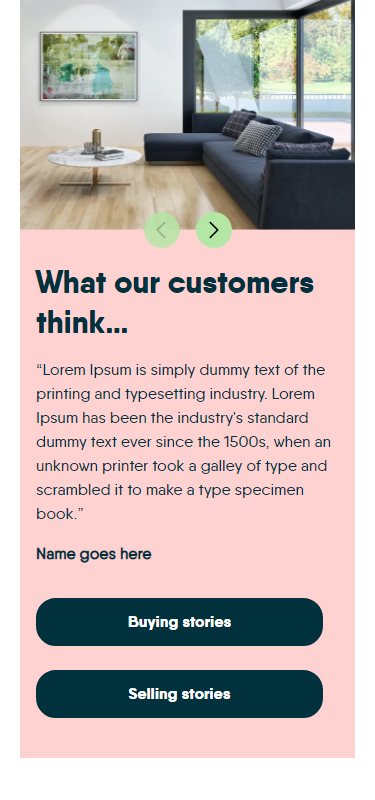 What our customers
think...
“Lorem Ipsum is simply dummy text of the
printing and typesetting industry. Lorem
Ipsum has been the industry's standard
dummy text ever since the 1500s, when an
unknown printer took a galley of type and
scrambled it to make a type specimen
book.”
Name goes here
Buying stories
Selling stories